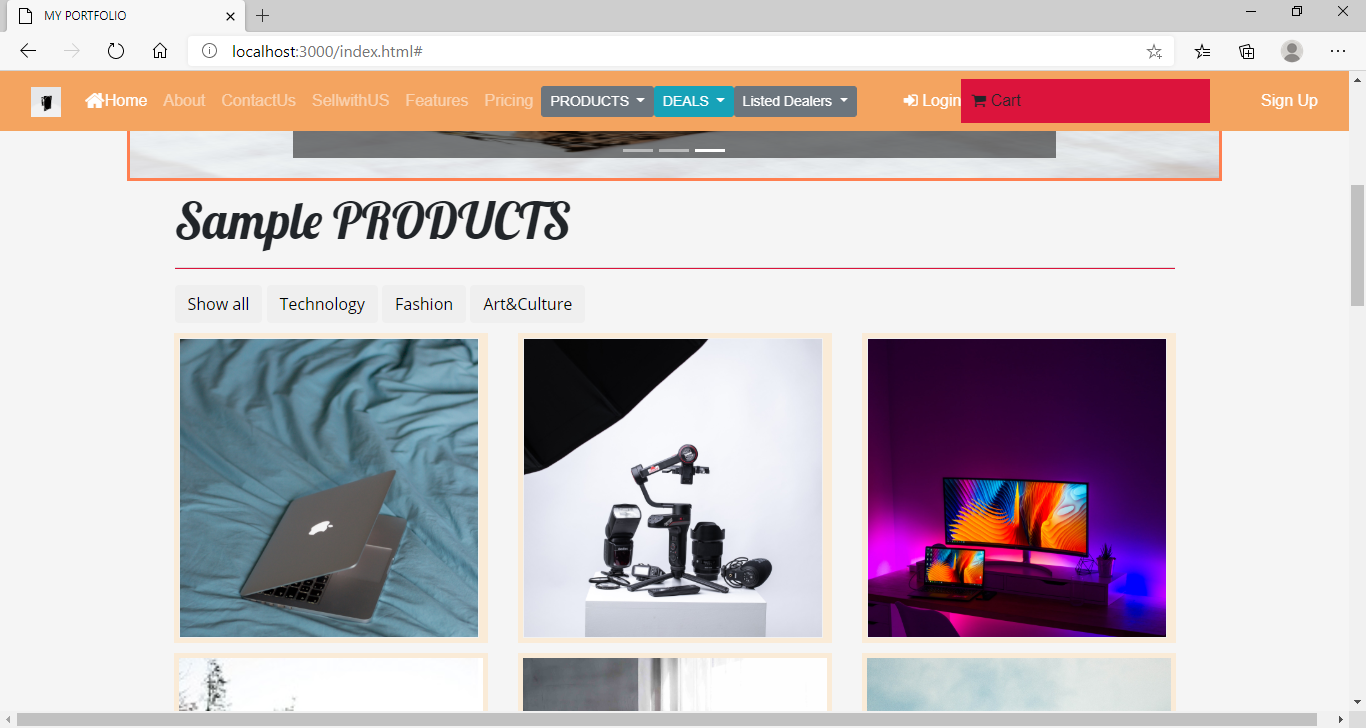 MY PORTFOLIO
localhost:3000/index.html#
Home About ContactUs SellwithUS Features Pricing PRODUCTS DEALS Listed Dealers Login Cart Sign Up
Sample PRODUCTS
Show all Technology Fashion Art&Culture